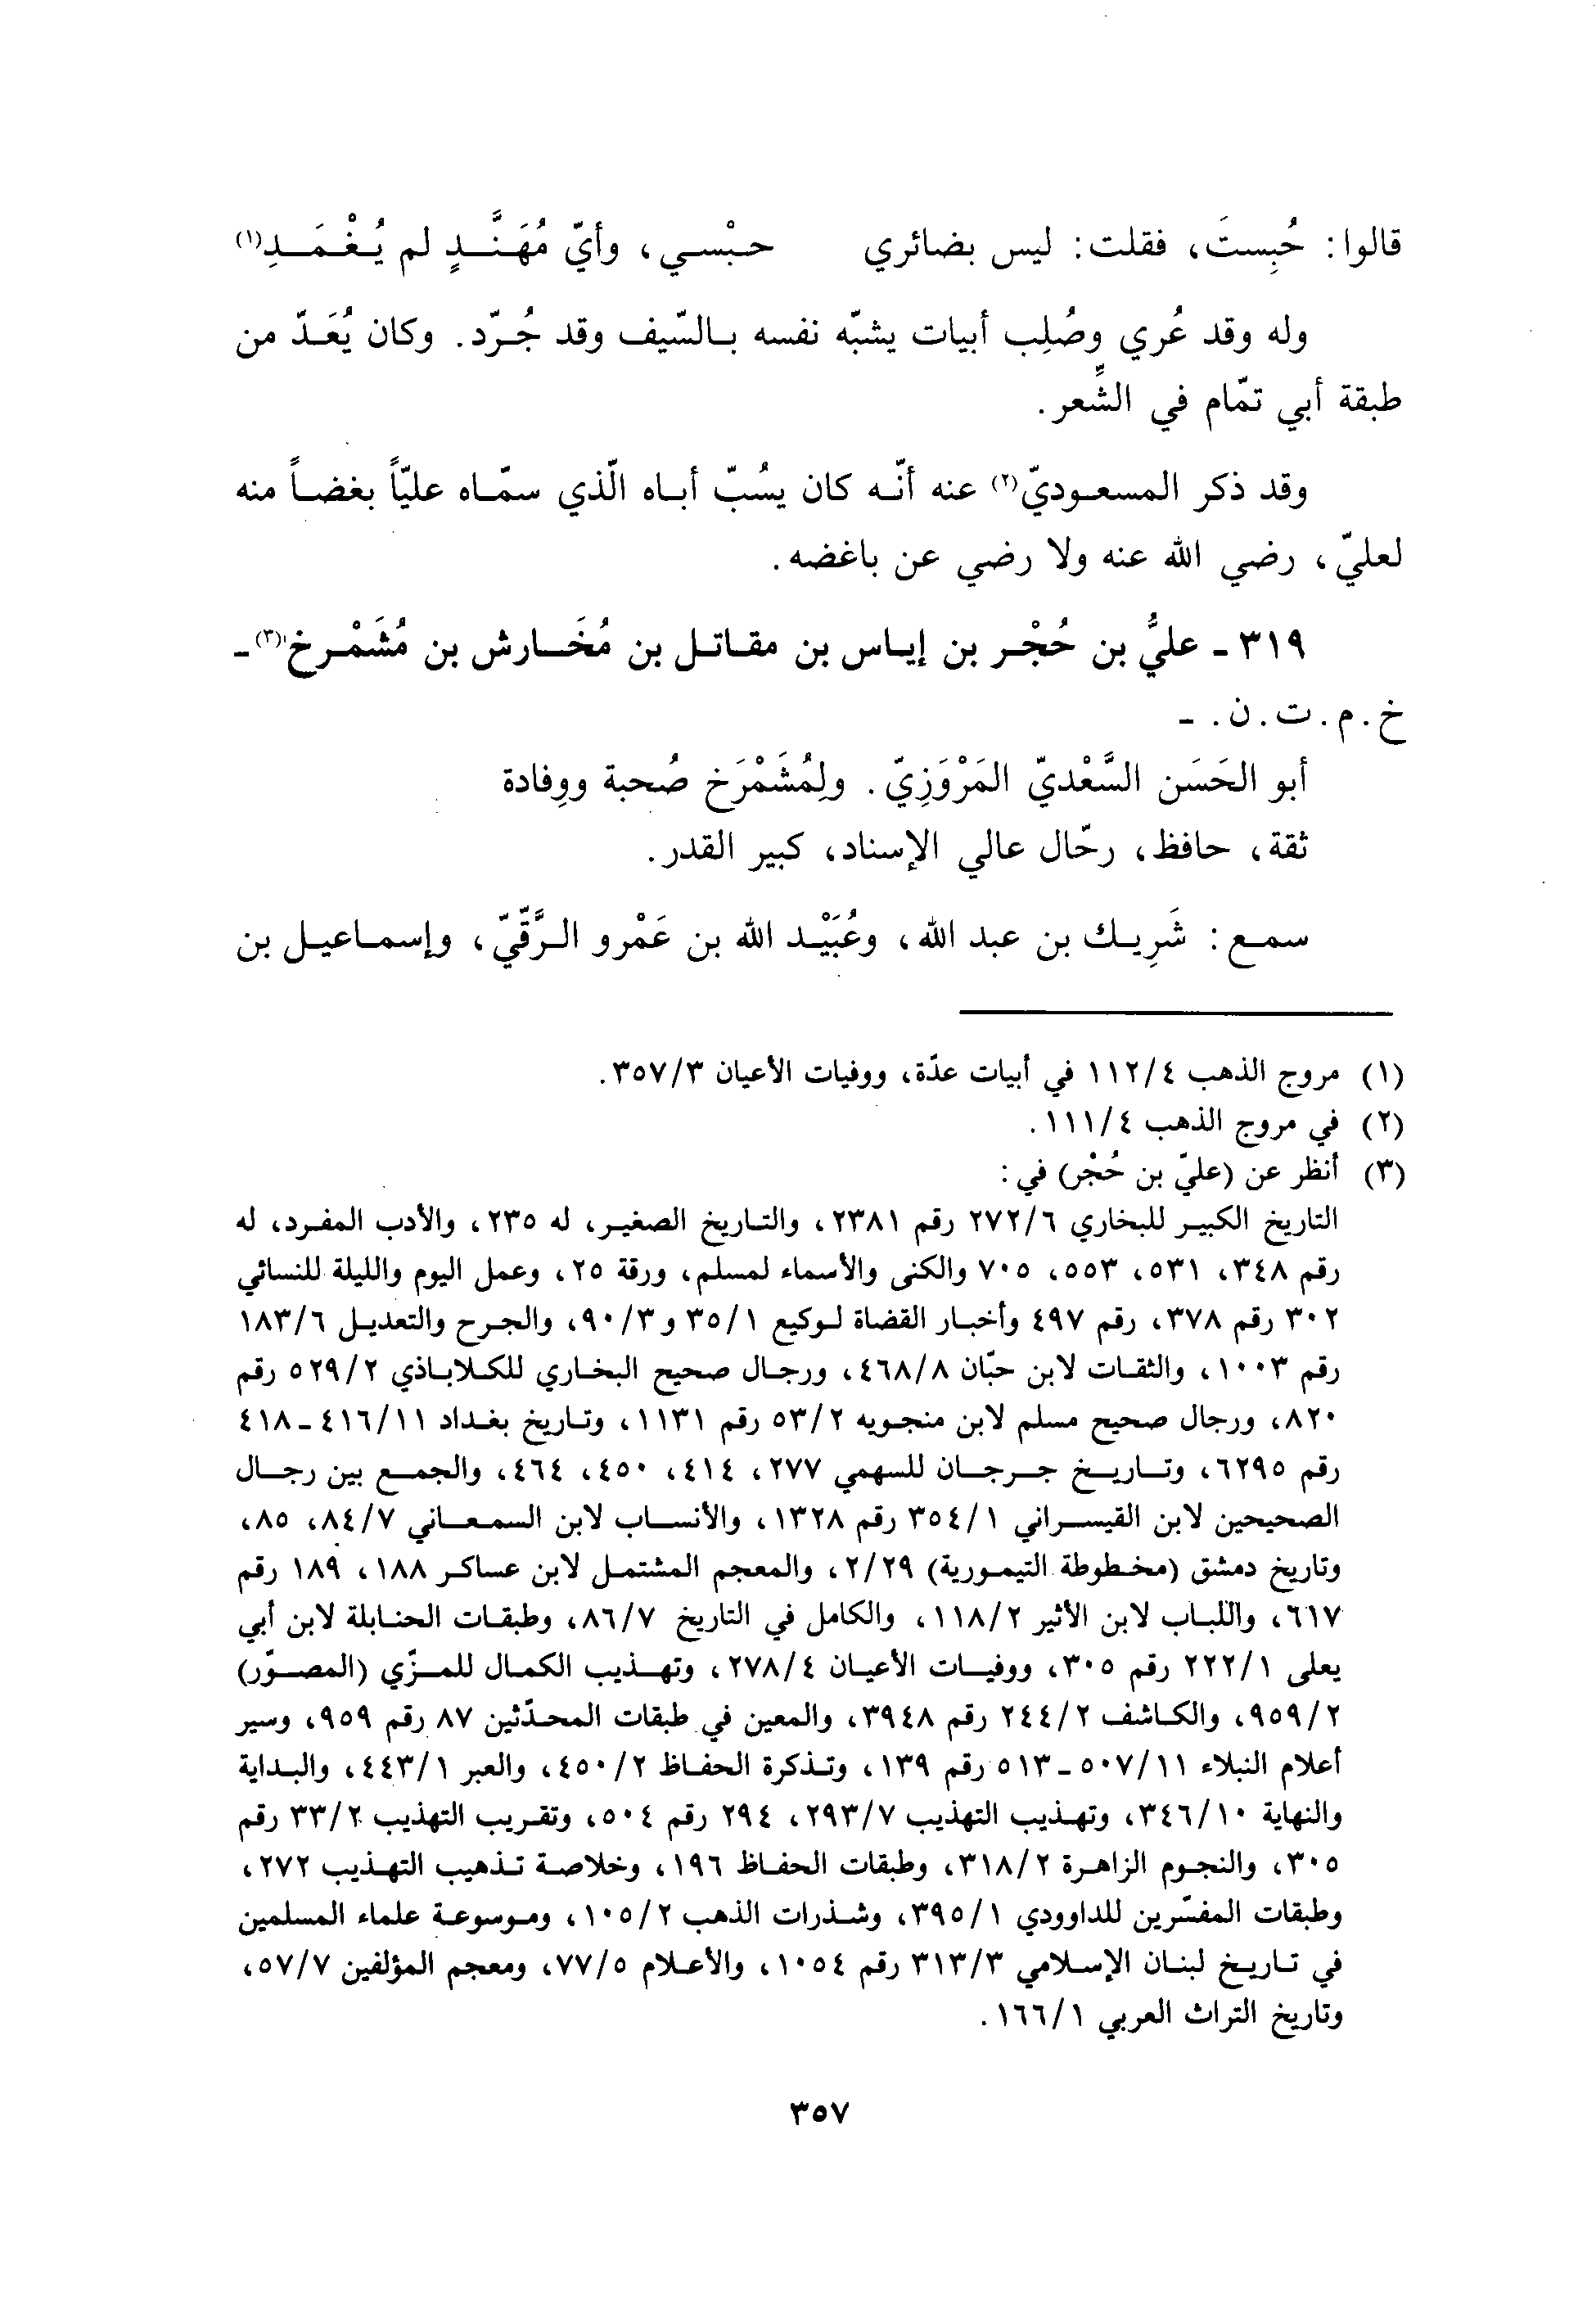 قالوا: حُبِستَ، فقلت: ليس بضائري حبْسي، وأيّ مُهَنَّدٍ لم يُغْمَدِ(١)
وله وقد عُري وصُلِب أبيات يشبّه نفسه بالسّيف وقد جُرّد. وكان يُعَدّ من
طبقة أبي تمّام في الشِّعر.
وقد ذكر المسعوديّ(٢) عنه أنّه كان يسُبّ أباه الّذي سمّاه عليّاً بغضاً منه
لعليّ، رضي الله عنه ولا رضي عن باغضه.
٣١٩ - عليُّ بن حُجْر بن إياس بن مقاتل بن مُخَارش بن مُشَمْرخ(٣) -
خ. م. ت. ن. -
أبو الحَسَن السَّعْديّ المَرْوَزِيّ. ولِمُشَمْرَخ صُحبة ووِفادة
ثقة، حافظ، رحّال عالي الإسناد، كبير القدر.
سمع: شَرِيك بن عبد الله، وعُبَيْد الله بن عَمْرو الرَّقّيّ، وإسماعيل بن
(١) مروج الذهب ١١٢/٤ في أبيات عدّة، ووفيات الأعيان ٣٥٧/٣.
(٢) في مروج الذهب ١١١/٤.
(٣) أنظر عن (عليّ بن حُجْر) في:
التاريخ الكبير للبخاري ٢٧٢/٦ رقم ٢٣٨١، والتاريخ الصغير، له ٢٣٥، والأدب المفرد، له
رقم ٣٤٨، ٥٣١، ٥٥٣، ٧٠٥ والكنى والأسماء لمسلم، ورقة ٢٥، وعمل اليوم والليلة للنسائي
٣٠٢ رقم ٣٧٨، رقم ٤٩٧ وأخبار القضاة لوكيع ٣٥/١ و ٩٠/٣، والجرح والتعديل ١٨٣/٦
رقم ١٠٠٣، والثقات لابن حبّان ٤٦٨/٨، ورجال صحيح البخاري للكلاباذي ٥٢٩/٢ رقم
٨٢٠، ورجال صحيح مسلم لابن منجويه ٥٣/٢ رقم ١١٣١، وتاريخ بغداد ٤١٦/١١ - ٤١٨
رقم ٦٢٩٥، وتاريخ جرجان للسهمي ٢٧٧، ٤١٤، ٤٥٠، ٤٦٤، والجمع بين رجال
الصحيحين لابن القيسراني ٣٥٤/١ رقم ١٣٢٨، والأنساب لابن السمعاني ٨٤/٧، ٨٥،
وتاريخ دمشق (مخطوطة التيمورية) ٢/٢٩، والمعجم المشتمل لابن عساكر ١٨٨، ١٨٩ رقم
٦١٧، واللباب لابن الأثير ١١٨/٢، والكامل في التاريخ ٨٦/٧، وطبقات الحنابلة لابن أبي
يعلى ٢٢٢/١ رقم ٣٠٥، ووفيات الأعيان ٢٧٨/٤، وتهذيب الكمال للمزّي (المصوّر)
٩٥٩/٢، والكاشف ٢٤٤/٢ رقم ٣٩٤٨، والمعين في طبقات المحدّثين ٨٧ رقم ٩٥٩، وسير
أعلام النبلاء ٥٠٧/١١ - ٥١٣ رقم ١٣٩، وتذكرة الحفاظ ٤٥٠/٢، والعبر ٤٤٣/١، والبداية
والنهاية ٣٤٦/١٠، وتهذيب التهذيب ٢٩٣/٧، ٢٩٤ رقم ٥٠٤، وتقريب التهذيب ٣٣/٢ رقم
٣٠٥، والنجوم الزاهرة ٣١٨/٢، وطبقات الحفاظ ١٩٦، وخلاصة تذهيب التهذيب ٢٧٢،
وطبقات المفسّرين للداوودي ٣٩٥/١، وشذرات الذهب ١٠٥/٢، وموسوعة علماء المسلمين
في تاريخ لبنان الإسلامي ٣١٣/٣ رقم ١٠٥٤، والأعلام ٧٧/٥، ومعجم المؤلفين ٥٧/٧،
وتاريخ التراث العربي ١٦٦/١.
٣٥٧